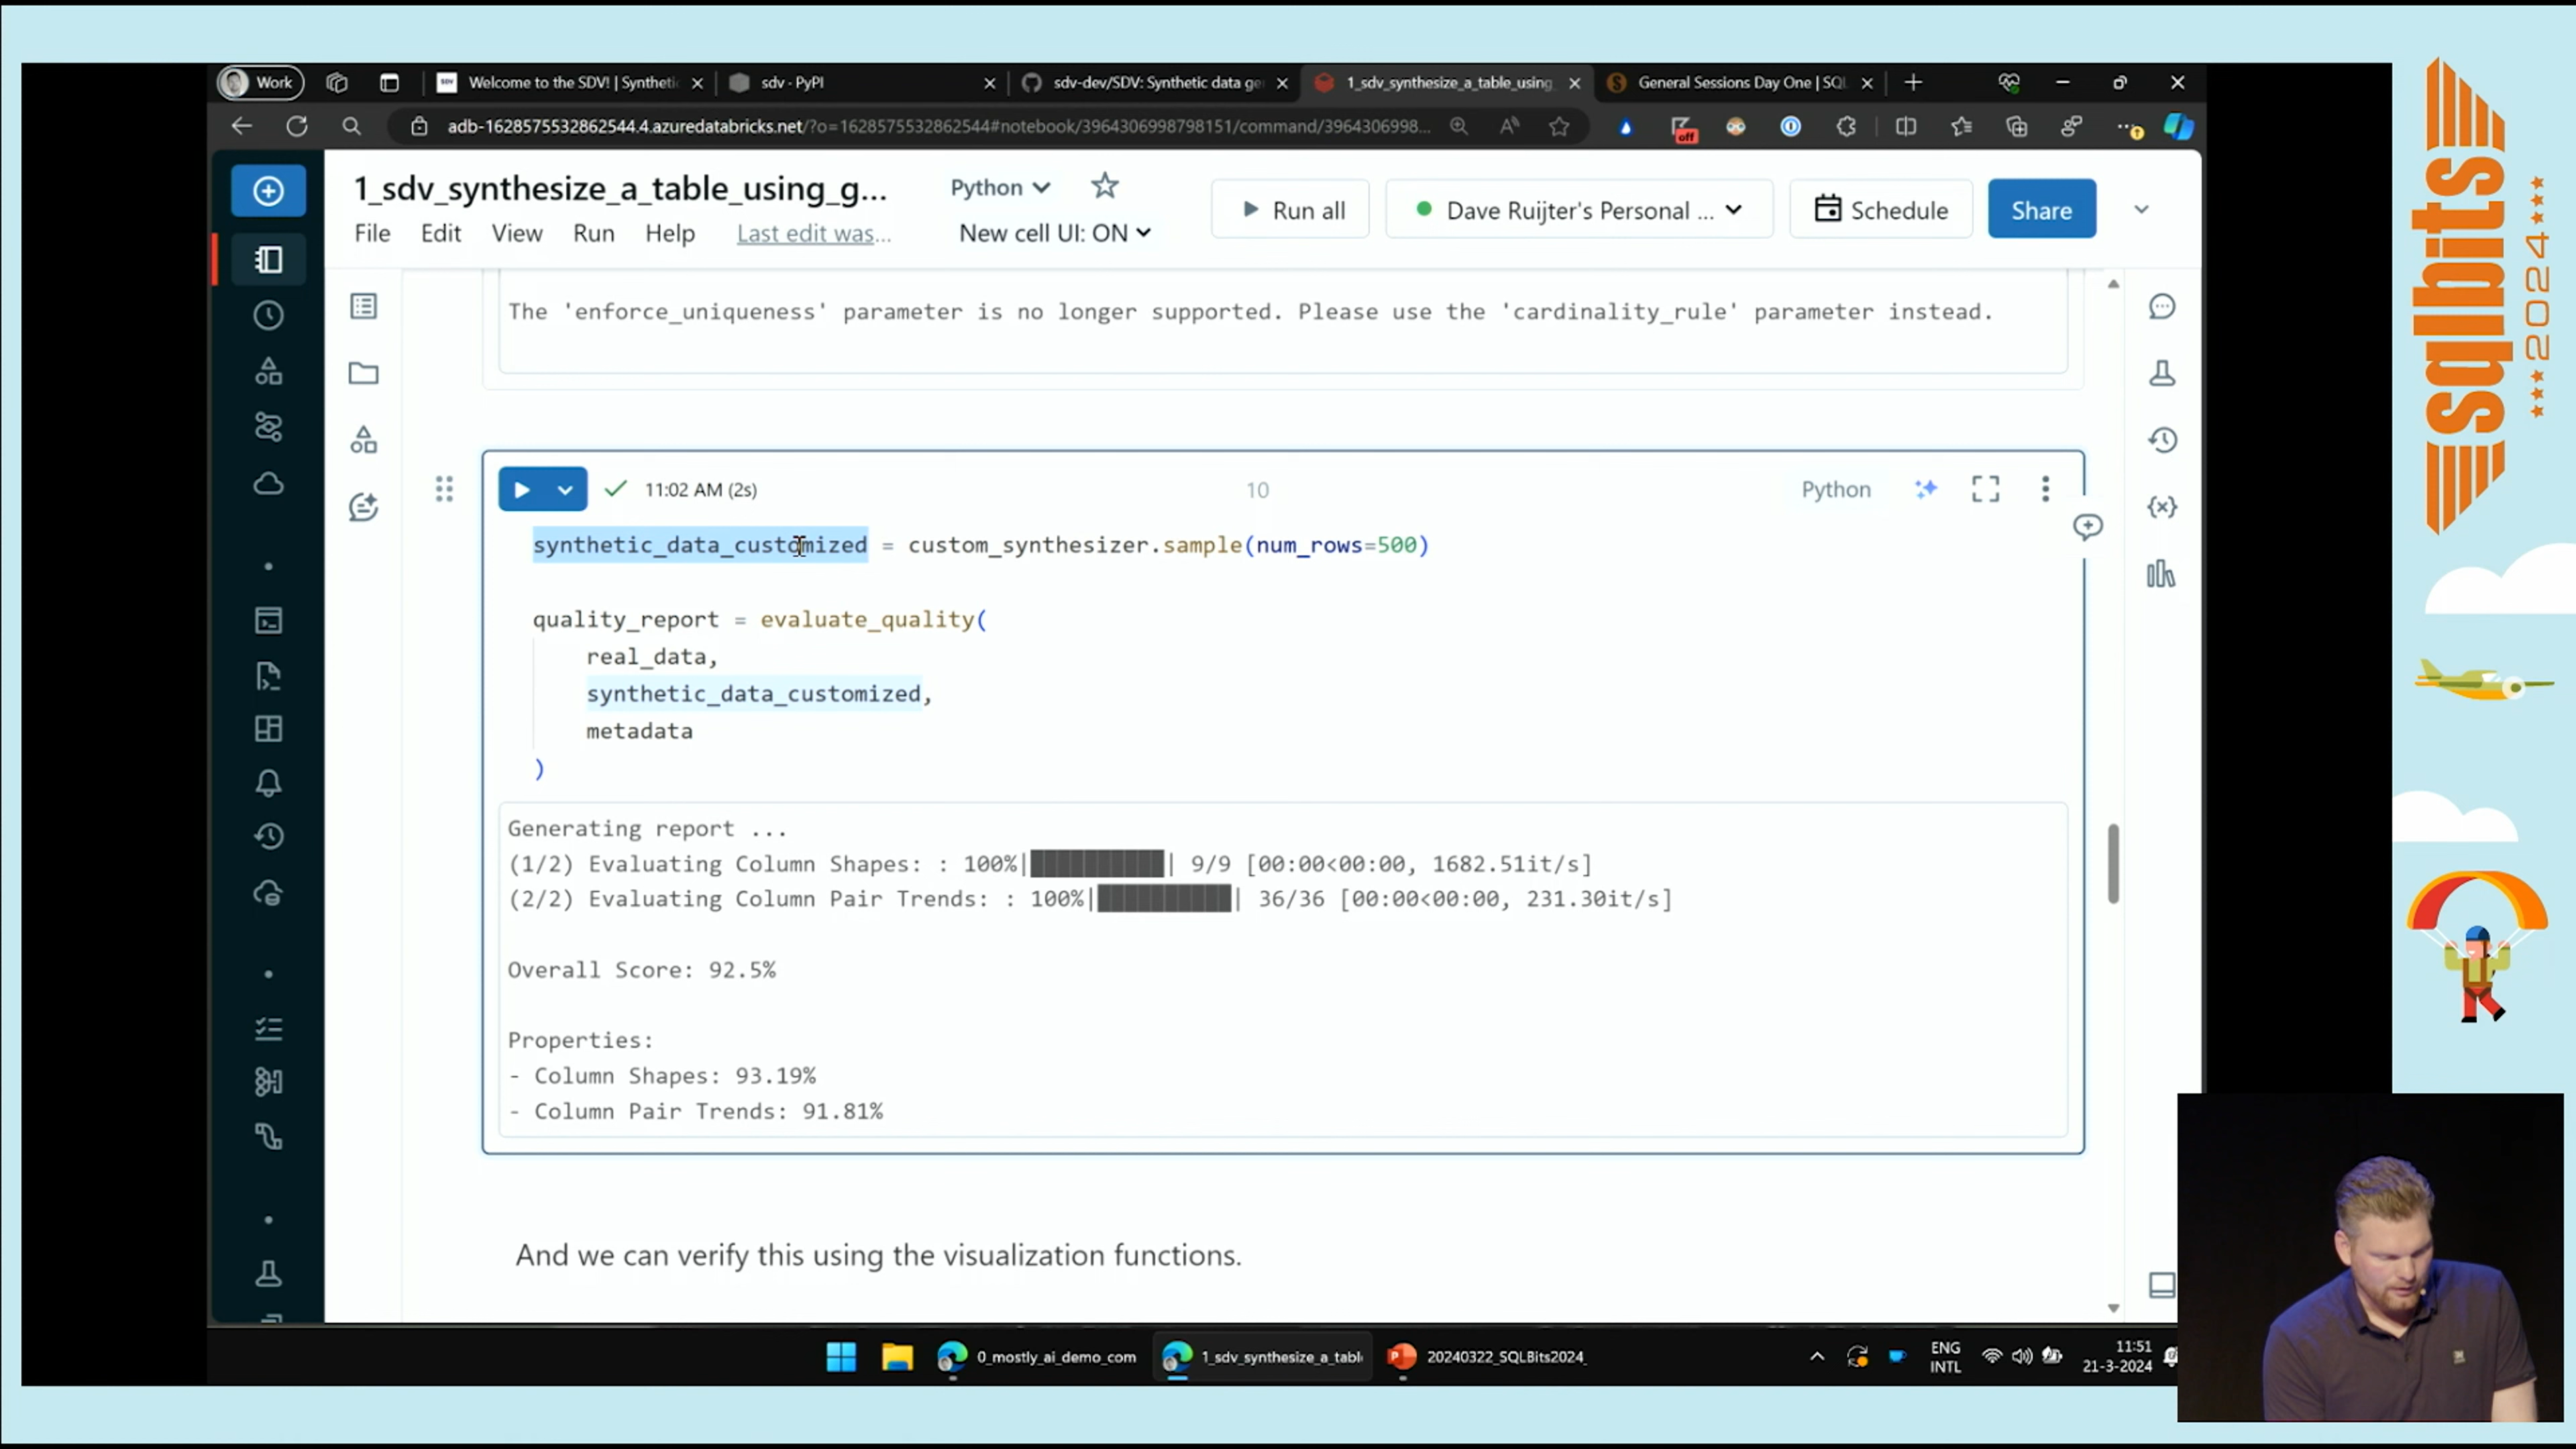 Work
Welcome to the SDV! | Syntheti
sdv · PyPI
sdv-dev/SDV: Synthetic data ge
1_sdv_synthesize_a_table_using_
General Sessions Day One | SQL
adb-1628575532862544.4.azuredatabricks.net/?o=1628575532862544#notebook/3964306998798151/command/3964306998...
off
1_sdv_synthesize_a_table_using_g...
Python
Run all
Dave Ruijter's Personal ...
Schedule
Share
File
Edit
View
Run
Help
Last edit was...
New cell UI: ON
The 'enforce_uniqueness' parameter is no longer supported. Please use the 'cardinality_rule' parameter instead.
11:02 AM (2s)
10
Python
synthetic_data_customized = custom_synthesizer.sample(num_rows=500)
quality_report = evaluate_quality(
real_data,
synthetic_data_customized,
metadata
)
Generating report ...
(1/2) Evaluating Column Shapes: : 100%|██████████| 9/9 [00:00<00:00, 1682.51it/s]
(2/2) Evaluating Column Pair Trends: : 100%|██████████| 36/36 [00:00<00:00, 231.30it/s]
Overall Score: 92.5%
Properties:
- Column Shapes: 93.19%
- Column Pair Trends: 91.81%
And we can verify this using the visualization functions.
0_mostly_ai_demo_com
1_sdv_synthesize_a_tabl
20240322_SQLBits2024_
ENG
INTL
11:51
21-3-2024
sqlbits
2024